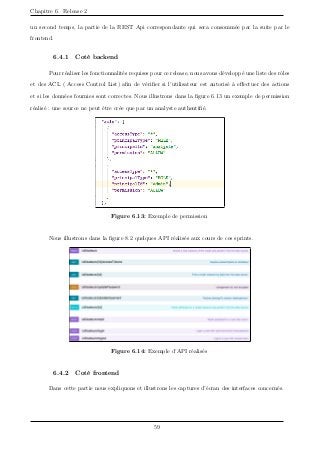 Chapitre 6. Release 2
un second temps, la partie de la REST Api correspondante qui sera consommée par la suite par le
frontend.
6.4.1 Coté backend
Pour réaliser les fonctionnalités requises pour ce release, nous avons développé une liste des rôles
et des ACL ( Access Control List ) afin de vérifier si l'utilisateur est autorisé à effectuer des actions
et si les données fournies sont correctes. Nous illustrons dans la figure 6.13 un exemple de permission
réalisé : une source ne peut être crée que par un analyste authentifié.
"acls": [
{
"accessType": "*",
"principalType": "ROLE",
"principalId": "analyste",
"permission": "ALLOW"
},
{
"accessType": "*",
"principalType": "ROLE",
"principalId": "admin",
"permission": "ALLOW"
}
Figure 6.13: Exemple de permission
Nous illustrons dans la figure 8.2 quelques API réalisés aux cours de ces sprints.
Figure 6.14: Exemple d'API réalisés
6.4.2 Coté frontend
Dans cette partie nous expliquons et illustrons les captures d'écran des interfaces concernés.
59